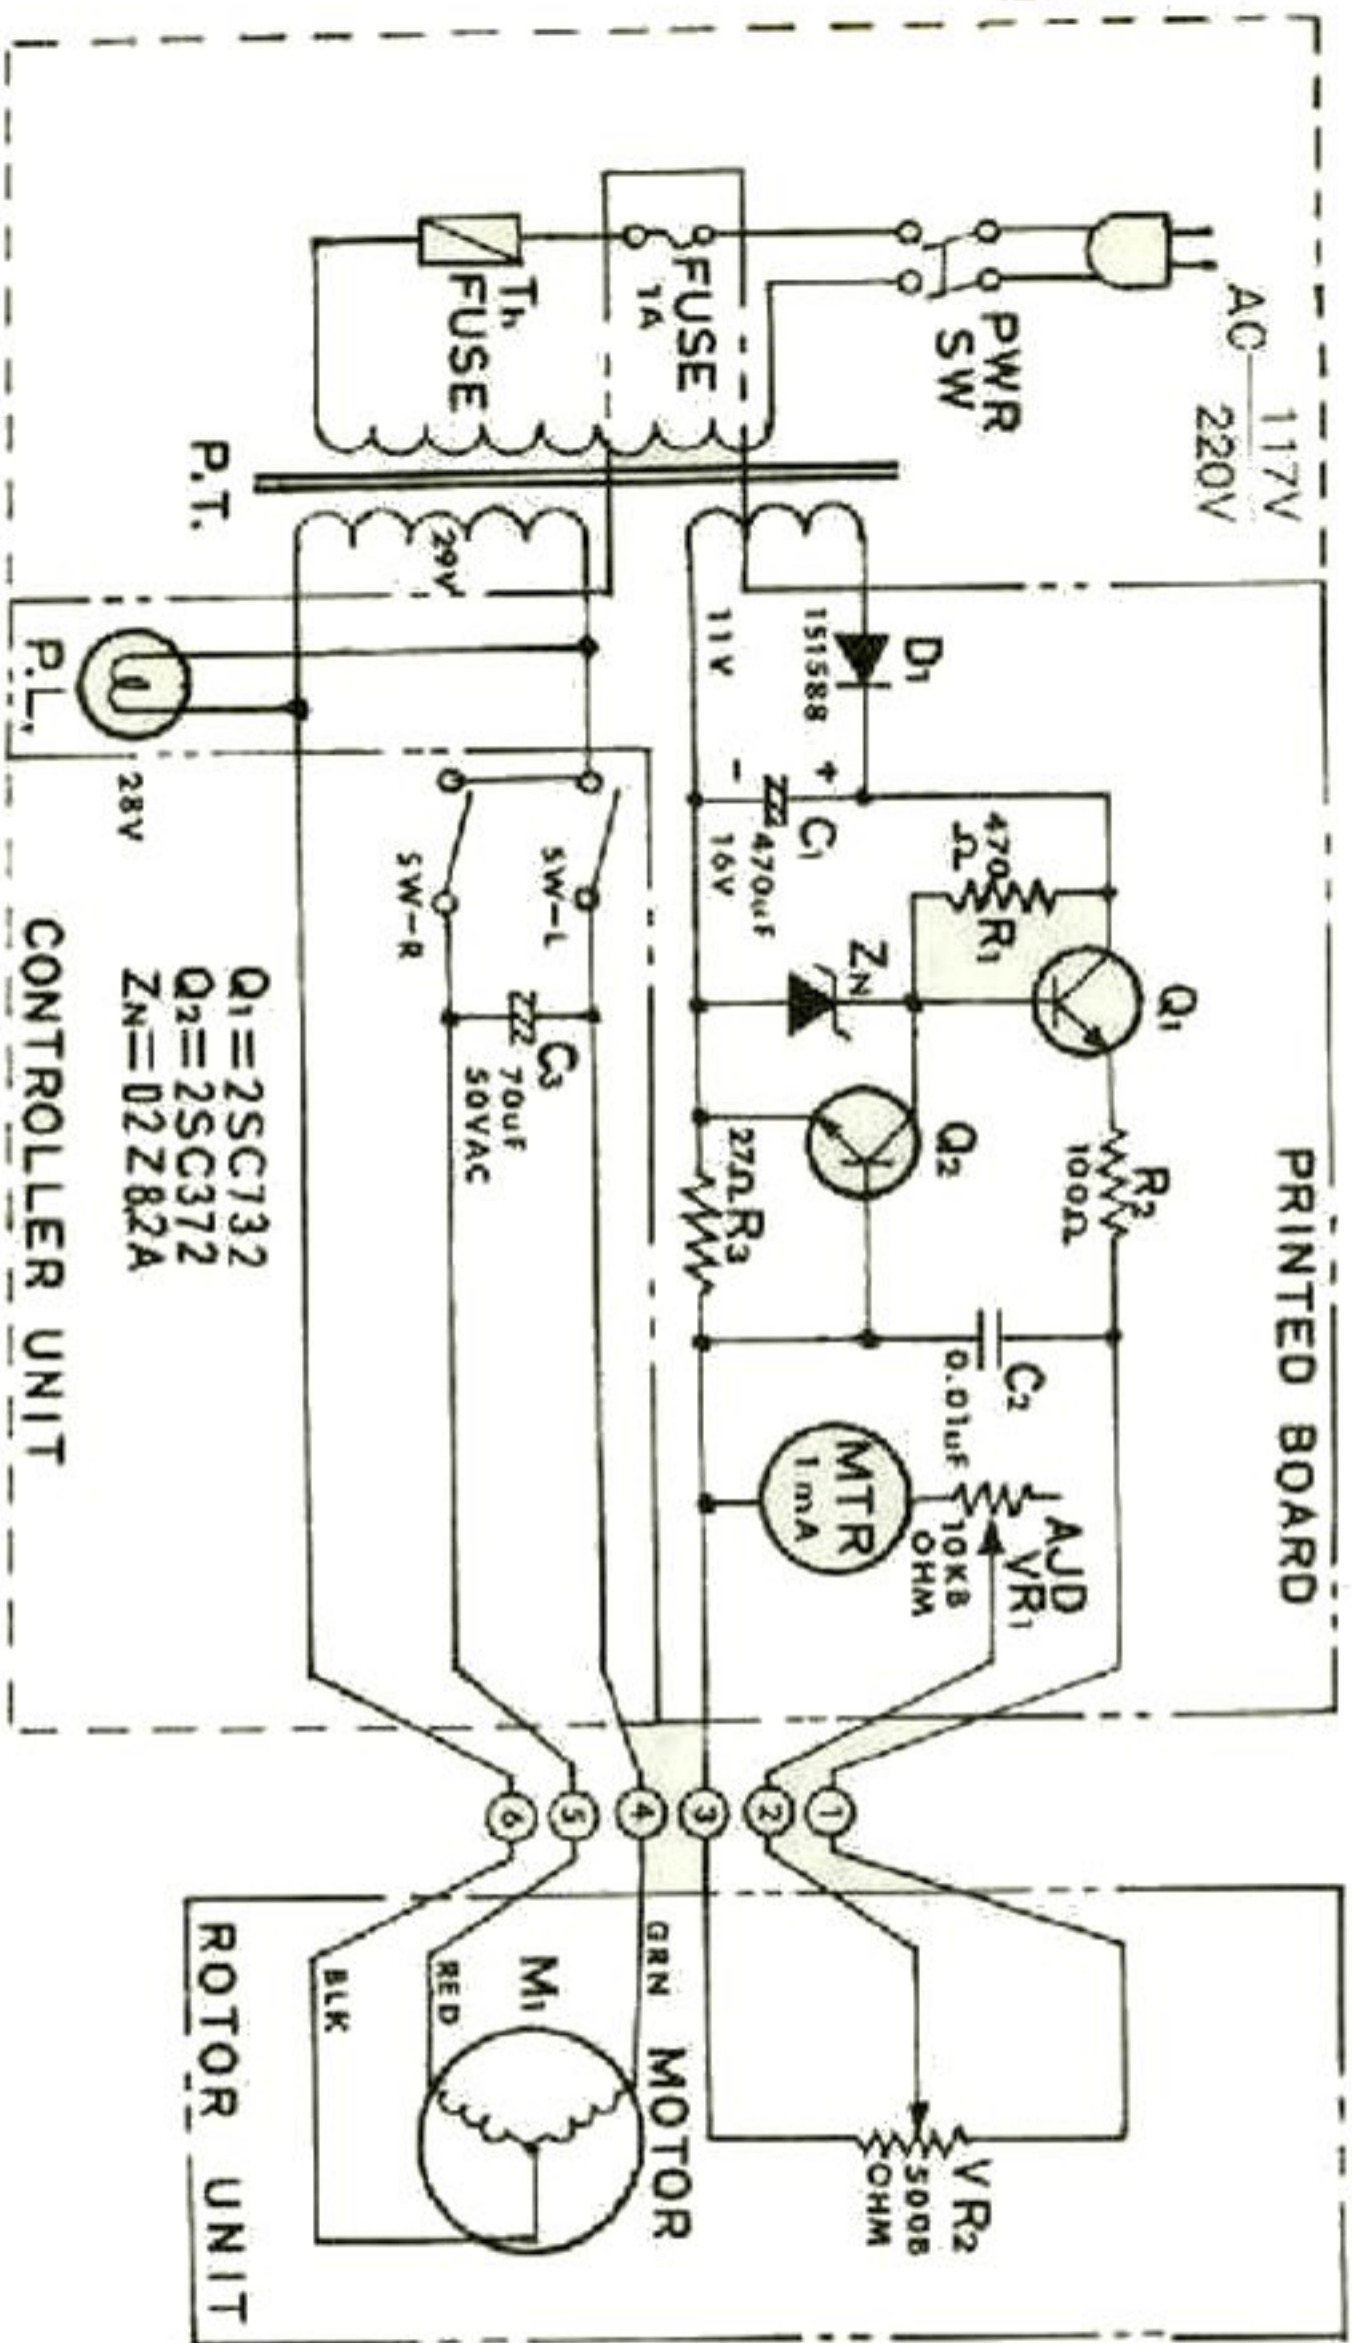 AC 117V
220V
PWR
SW
FUSE
1A
Th
FUSE
P.T.
29V
11V
D1
1S1588
+
-
C1
470uF
16V
470
Ω
R1
Q1
ZN
Q2
R2
100Ω
27Ω R3
C2
0.01uF
MTR
1mA
AJD
VR1
10KB
OHM
PRINTED BOARD
P.L.
28V
SW-L
SW-R
C3
70uF
50VAC
Q1=2SC732
Q2=2SC372
ZN=02Z8.2A
CONTROLLER UNIT
1
2
3
4
5
6
GRN
RED
BLK
M1
MOTOR
VR2
500B
OHM
ROTOR UNIT